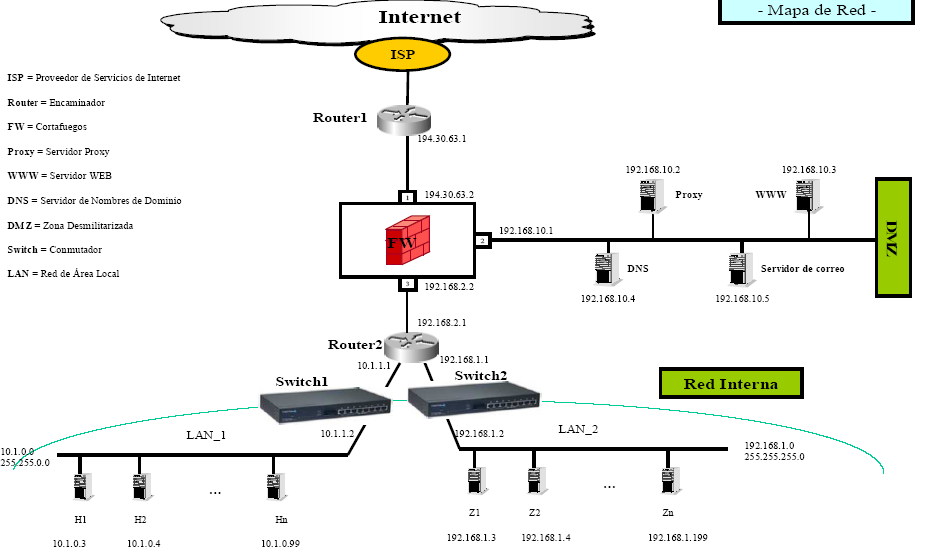 - Mapa de Red -
Internet
ISP
ISP = Proveedor de Servicios de Internet
Router = Encaminador
FW = Cortafuegos
Proxy = Servidor Proxy
WWW = Servidor WEB
DNS = Servidor de Nombres de Dominio
DMZ = Zona Desmilitarizada
Switch = Conmutador
LAN = Red de Área Local
Router1
194.30.63.1
1
194.30.63.2
FW
2
192.168.10.1
3
192.168.2.2
192.168.10.2
Proxy
192.168.10.3
WWW
DNS
192.168.10.4
Servidor de correo
192.168.10.5
DMZ
192.168.2.1
Router2
10.1.1.1
192.168.1.1
Switch1
Switch2
Red Interna
LAN_1
10.1.1.2
192.168.1.2
LAN_2
10.1.0.0
255.255.0.0
192.168.1.0
255.255.255.0
...
...
H1
H2
Hn
10.1.0.3
10.1.0.4
10.1.0.99
Z1
Z2
Zn
192.168.1.3
192.168.1.4
192.168.1.199